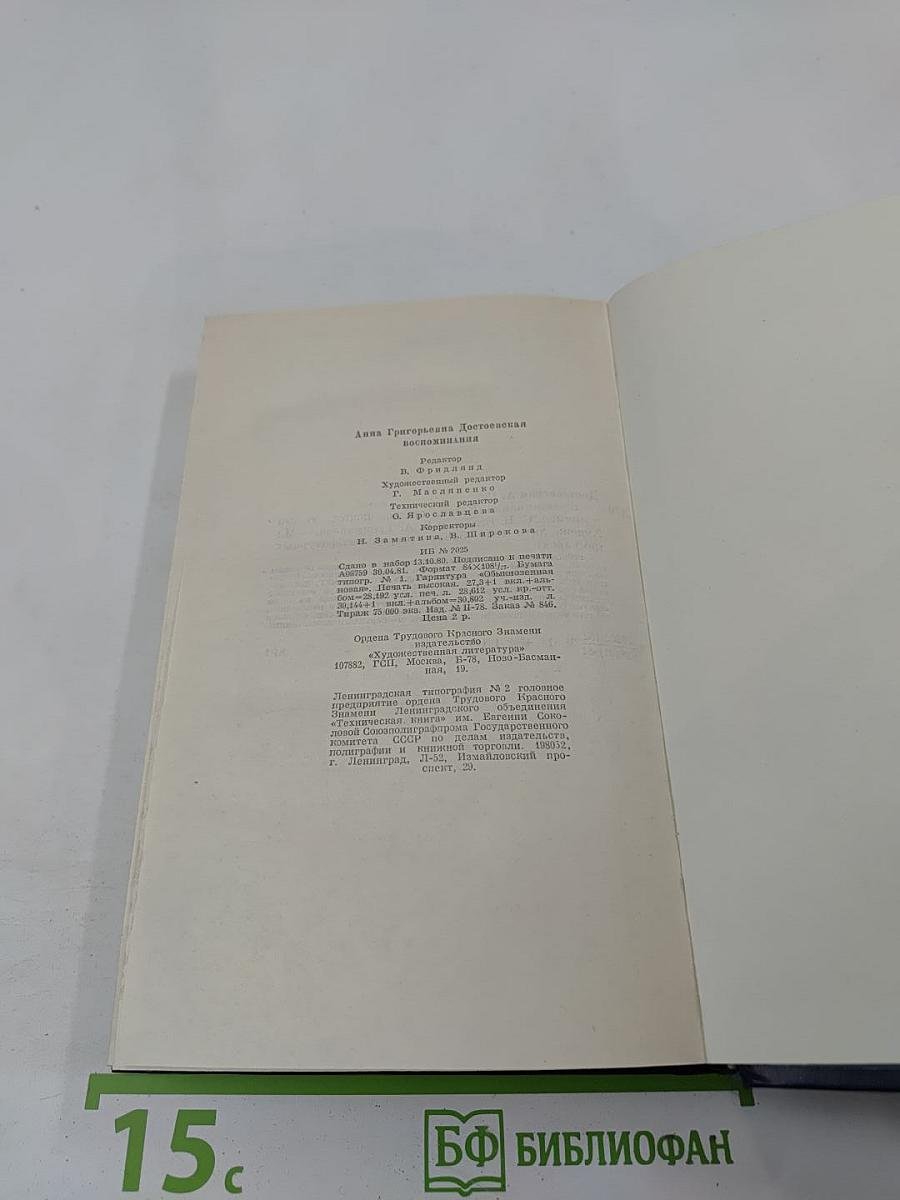 Анна Григорьевна Достоевская
ВОСПОМИНАНИЯ
Редактор
В. Фридлянд
Художественный редактор
Г. Масляненко
Технический редактор
О. Ярославцева
Корректоры
Н. Замятина, В. Широкова
ИБ № 2025
Сдано в набор 13.10.80. Подписано к печати
А09759 30.04.81. Формат 84×108¹/₃₂. Бумага
типогр. № 1. Гарнитура «Обыкновенная
новая». Печать высокая. 27,3+1 вкл.+аль-
бом=28,192 усл. печ. л. 28,612 усл. кр.-отт.
30,144+1 вкл.+альбом=30,802 уч.-изд. л.
Тираж 75 000 экз. Изд. № II-78. Заказ № 846.
Цена 2 р.
Ордена Трудового Красного Знамени
издательство
«Художественная литература»
107882, ГСП, Москва, Б-78, Ново-Басман-
ная, 19.
Ленинградская типография № 2 головное
предприятие ордена Трудового Красного
Знамени Ленинградского объединения
«Техническая книга» им. Евгении Соко-
ловой Союзполиграфпрома Государственного
комитета СССР по делам издательств,
полиграфии и книжной торговли. 198052,
г. Ленинград, Л-52, Измайловский про-
спект, 29.
15 с
БФ БИБЛИОФАН